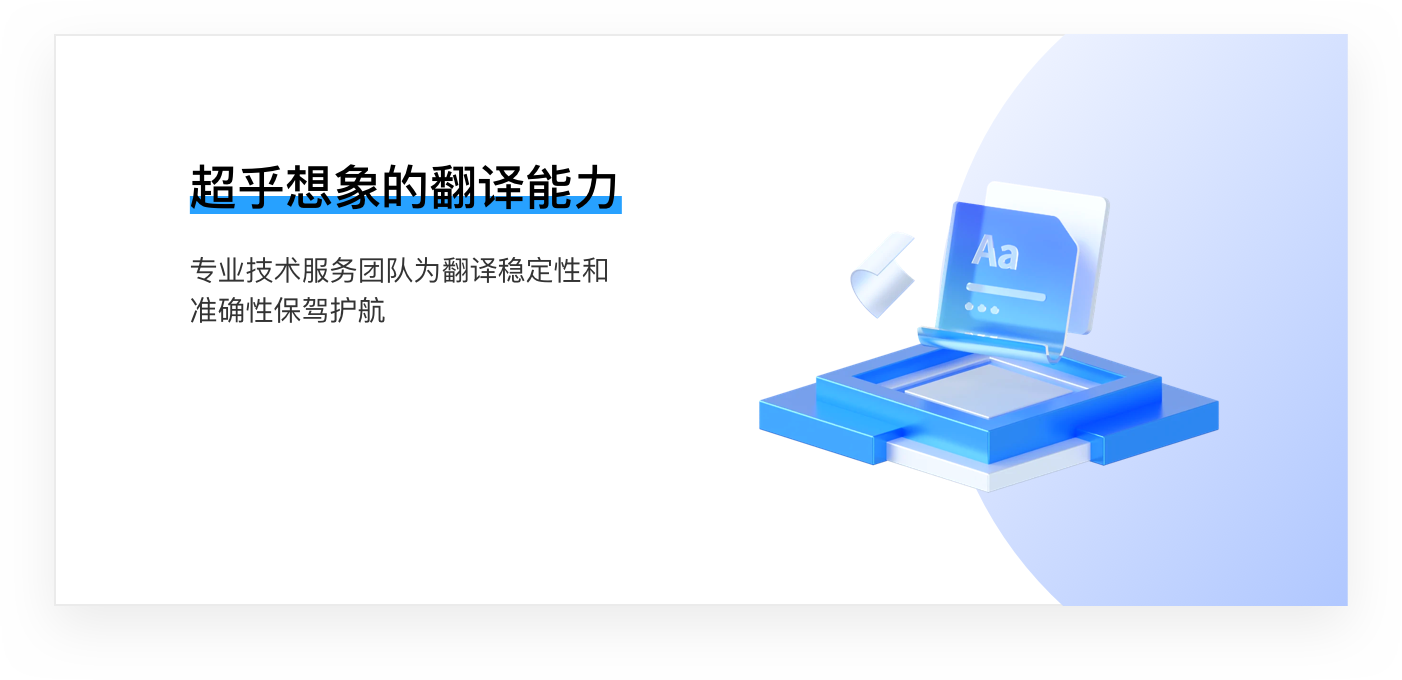 超乎想象的翻译能力
专业技术服务团队为翻译稳定性和
准确性保驾护航
Aa